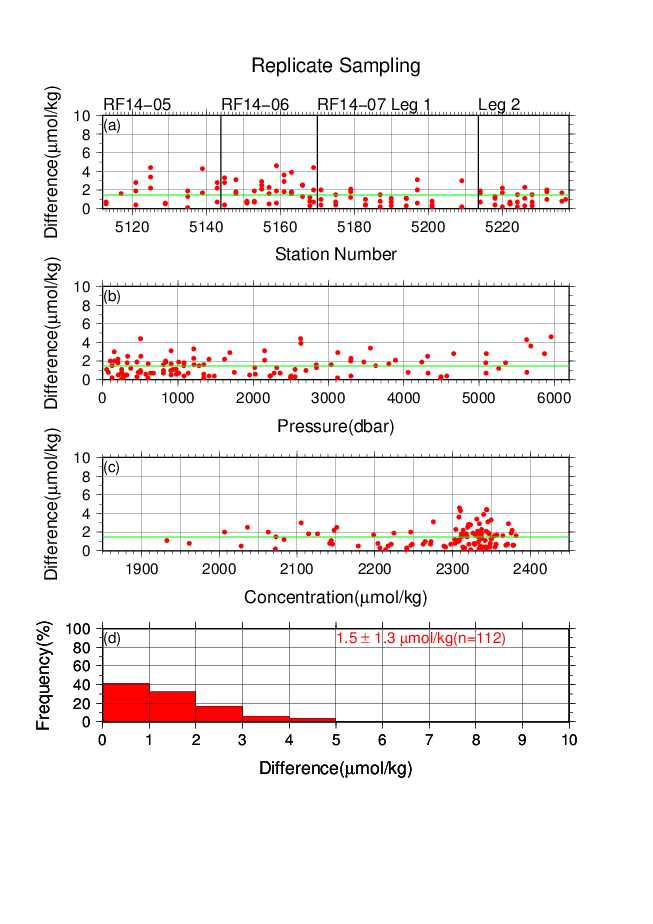 Replicate Sampling
RF14−05 RF14−06 RF14−07 Leg 1 Leg 2
(a)
Difference(μmol/kg)
10
8
6
4
2
0
5120 5140 5160 5180 5200 5220
Station Number
(b)
Difference(μmol/kg)
10
8
6
4
2
0
0 1000 2000 3000 4000 5000 6000
Pressure(dbar)
(c)
Difference(μmol/kg)
10
8
6
4
2
0
1900 2000 2100 2200 2300 2400
Concentration(μmol/kg)
(d) 1.5 ± 1.3 μmol/kg(n=112)
Frequency(%)
100
80
60
40
20
0
0 1 2 3 4 5 6 7 8 9 10
Difference(μmol/kg)